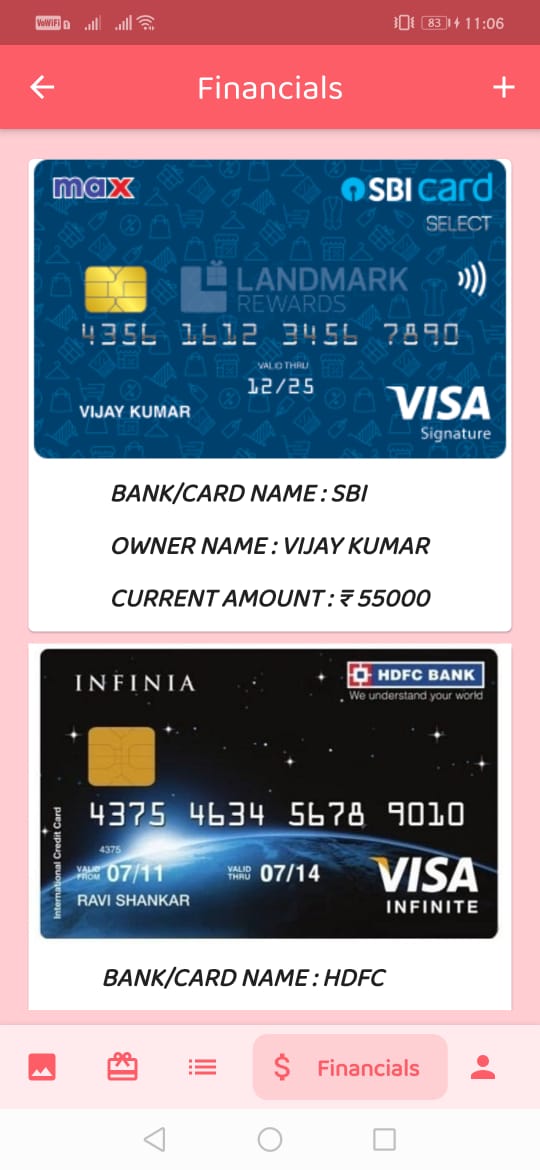 VoWiFi 83 11:06
Financials
max
SBI card
SELECT
LANDMARK
REWARDS
4356 1612 3456 7890
VALID THRU
12/25
VIJAY KUMAR
VISA
Signature
BANK/CARD NAME : SBI
OWNER NAME : VIJAY KUMAR
CURRENT AMOUNT : ₹ 55000
INFINIA
HDFC BANK
We understand your world
International Credit Card
4375 4634 5678 9010
4375
VALID FROM 07/11 VALID THRU 07/14
RAVI SHANKAR
VISA
INFINITE
BANK/CARD NAME : HDFC
$ Financials